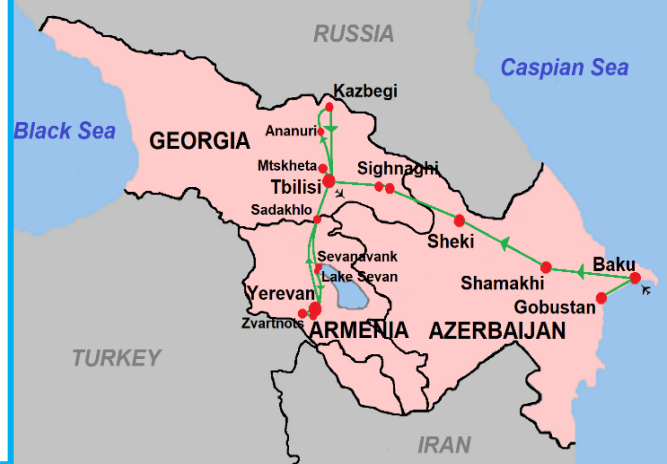 RUSSIA
Caspian Sea
Kazbegi
Black Sea
Ananuri
GEORGIA
Mtskheta
Sighnaghi
Tbilisi
Sadakhlo
Sheki
Sevanavank
Baku
Lake Sevan
Shamakhi
Yerevan
Gobustan
Zvartnots
ARMENIA
AZERBAIJAN
TURKEY
IRAN